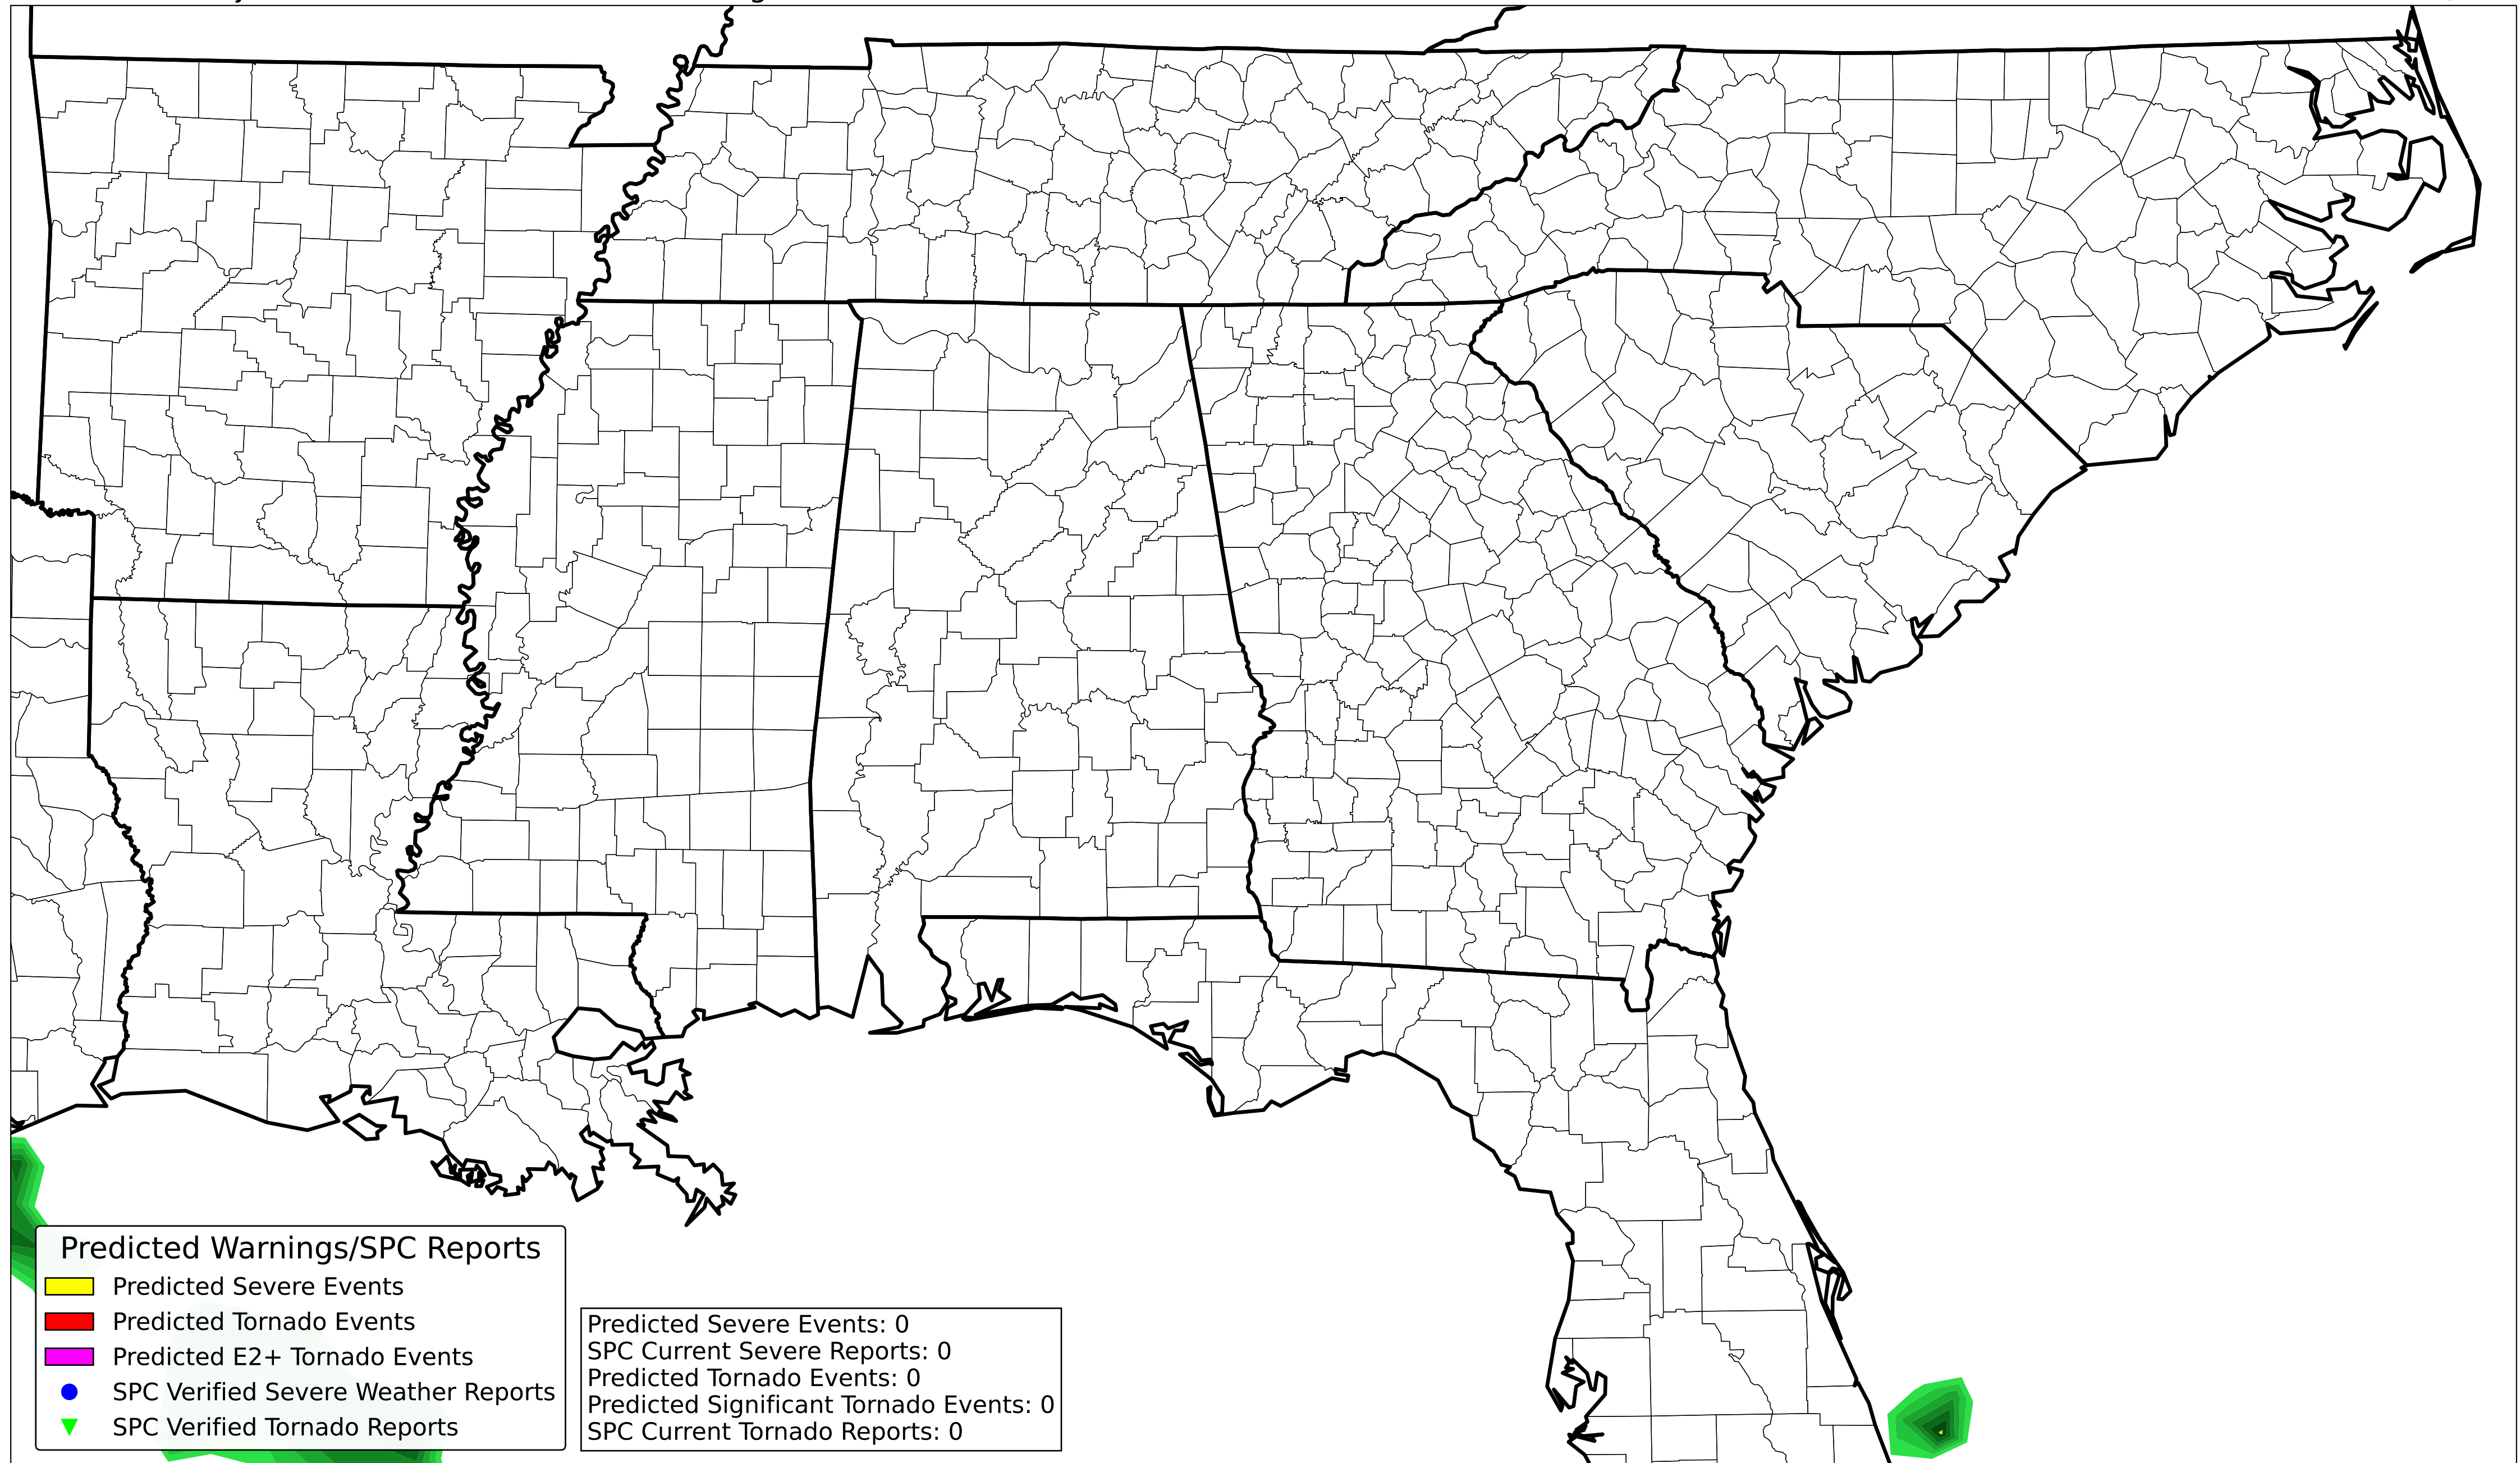 Predicted Warnings/SPC Reports
Predicted Severe Events
Predicted Tornado Events
Predicted E2+ Tornado Events
SPC Verified Severe Weather Reports
SPC Verified Tornado Reports
Predicted Severe Events: 0
SPC Current Severe Reports: 0
Predicted Tornado Events: 0
Predicted Significant Tornado Events: 0
SPC Current Tornado Reports: 0